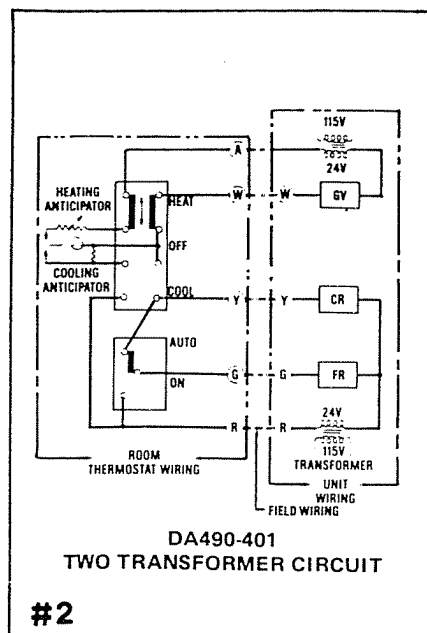 115V
A
24V
HEATING
ANTICIPATOR
HEAT
W
W
GV
OFF
COOLING
ANTICIPATOR
COOL
Y
Y
CR
AUTO
G
G
FR
ON
24V
R
R
115V
TRANSFORMER
ROOM
THERMOSTAT WIRING
UNIT
WIRING
FIELD WIRING
DA490-401
TWO TRANSFORMER CIRCUIT
#2